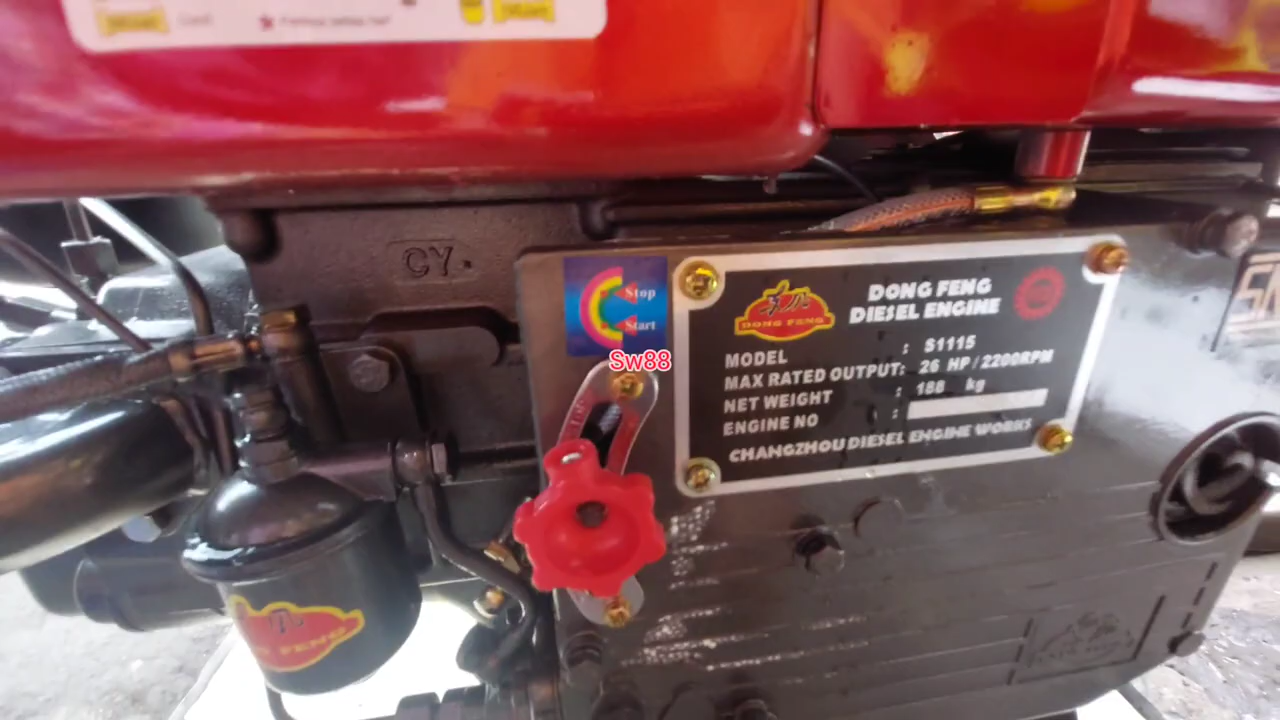 CY.
Stop
Start
Sw88
DONG FENG
DONG FENG
DIESEL ENGINE
MODEL : S1115
MAX RATED OUTPUT: 26 HP/2200RPM
NET WEIGHT : 188 kg
ENGINE NO :
CHANGZHOU DIESEL ENGINE WORKS
FENG